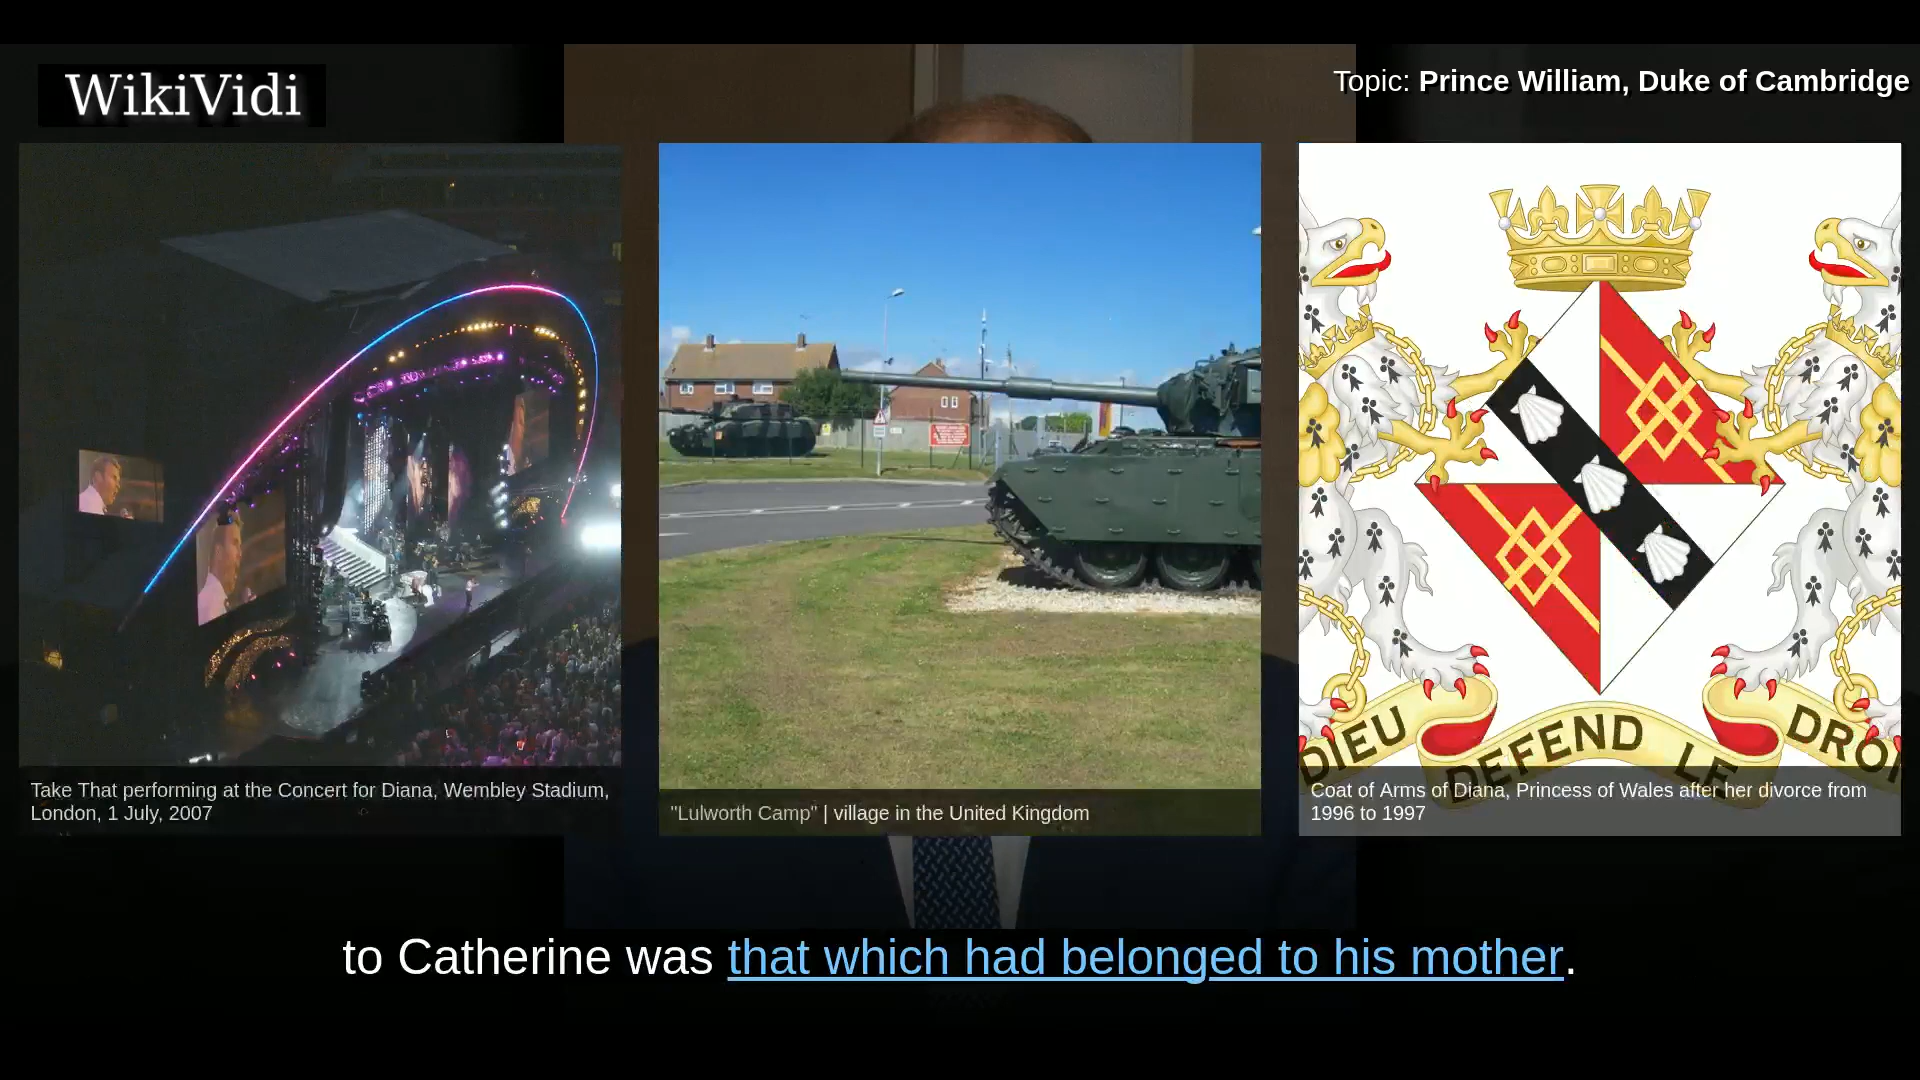 WikiVidi
Topic: Prince William, Duke of Cambridge
DIEU DEFEND LE DROI
Take That performing at the Concert for Diana, Wembley Stadium,
London, 1 July, 2007
"Lulworth Camp" | village in the United Kingdom
Coat of Arms of Diana, Princess of Wales after her divorce from
1996 to 1997
to Catherine was that which had belonged to his mother.